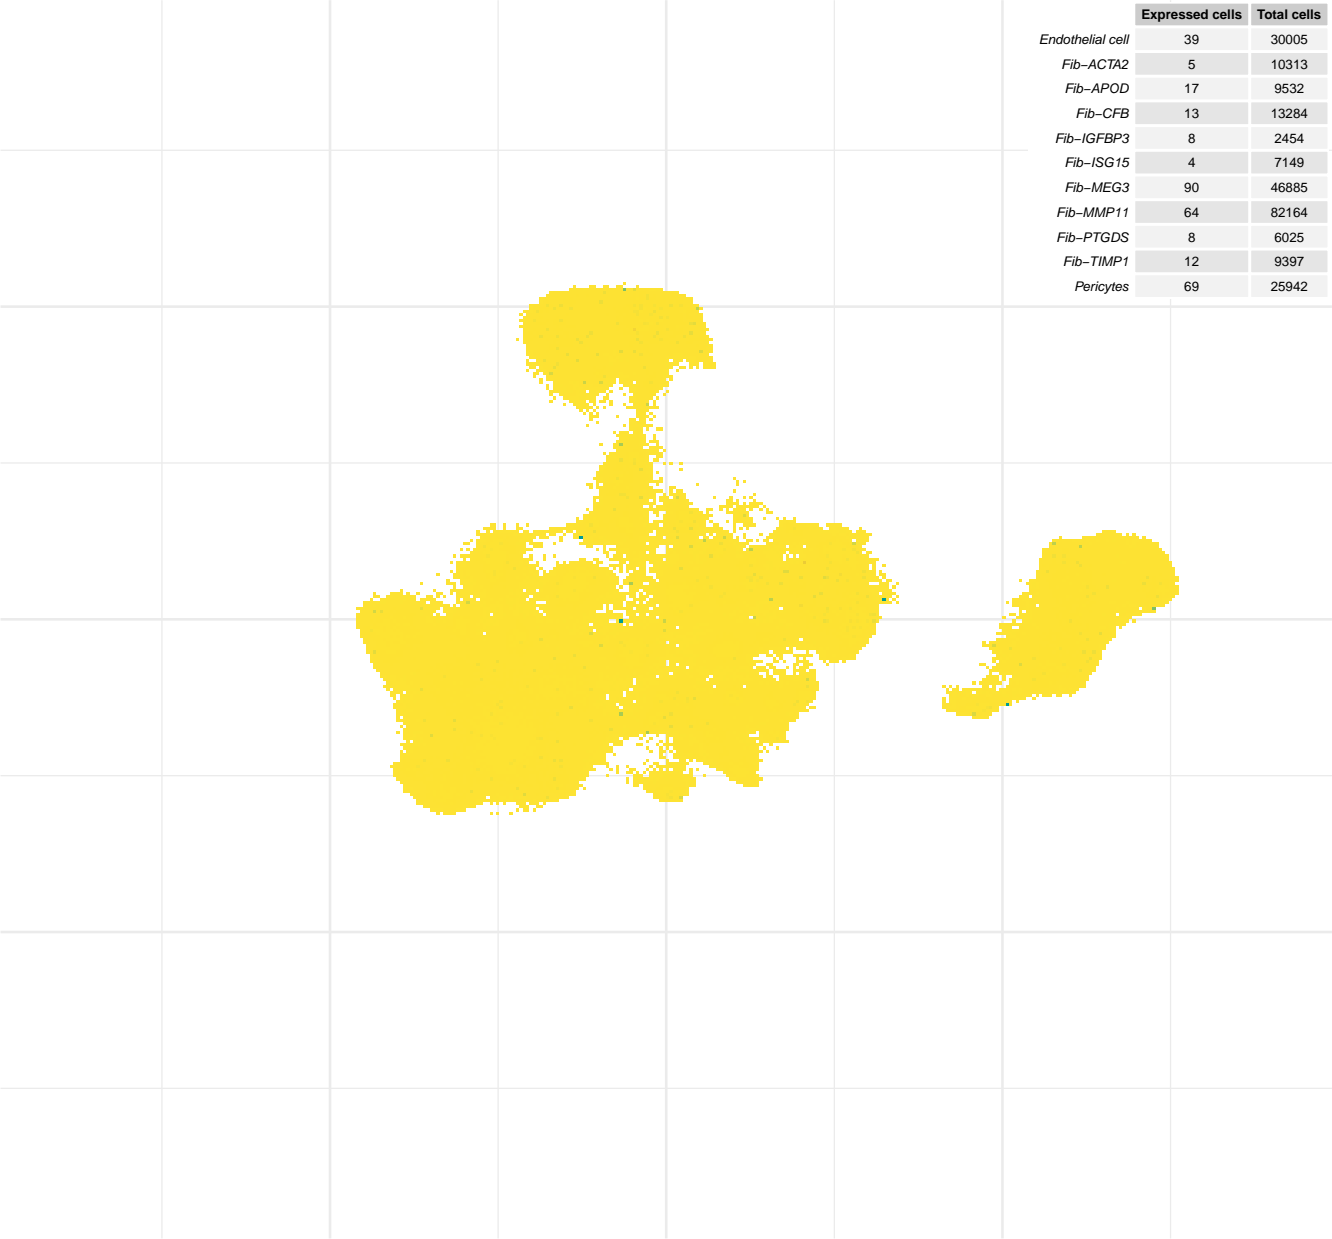 Expressed cells Total cells
Endothelial cell 39 30005
Fib−ACTA2 5 10313
Fib−APOD 17 9532
Fib−CFB 13 13284
Fib−IGFBP3 8 2454
Fib−ISG15 4 7149
Fib−MEG3 90 46885
Fib−MMP11 64 82164
Fib−PTGDS 8 6025
Fib−TIMP1 12 9397
Pericytes 69 25942